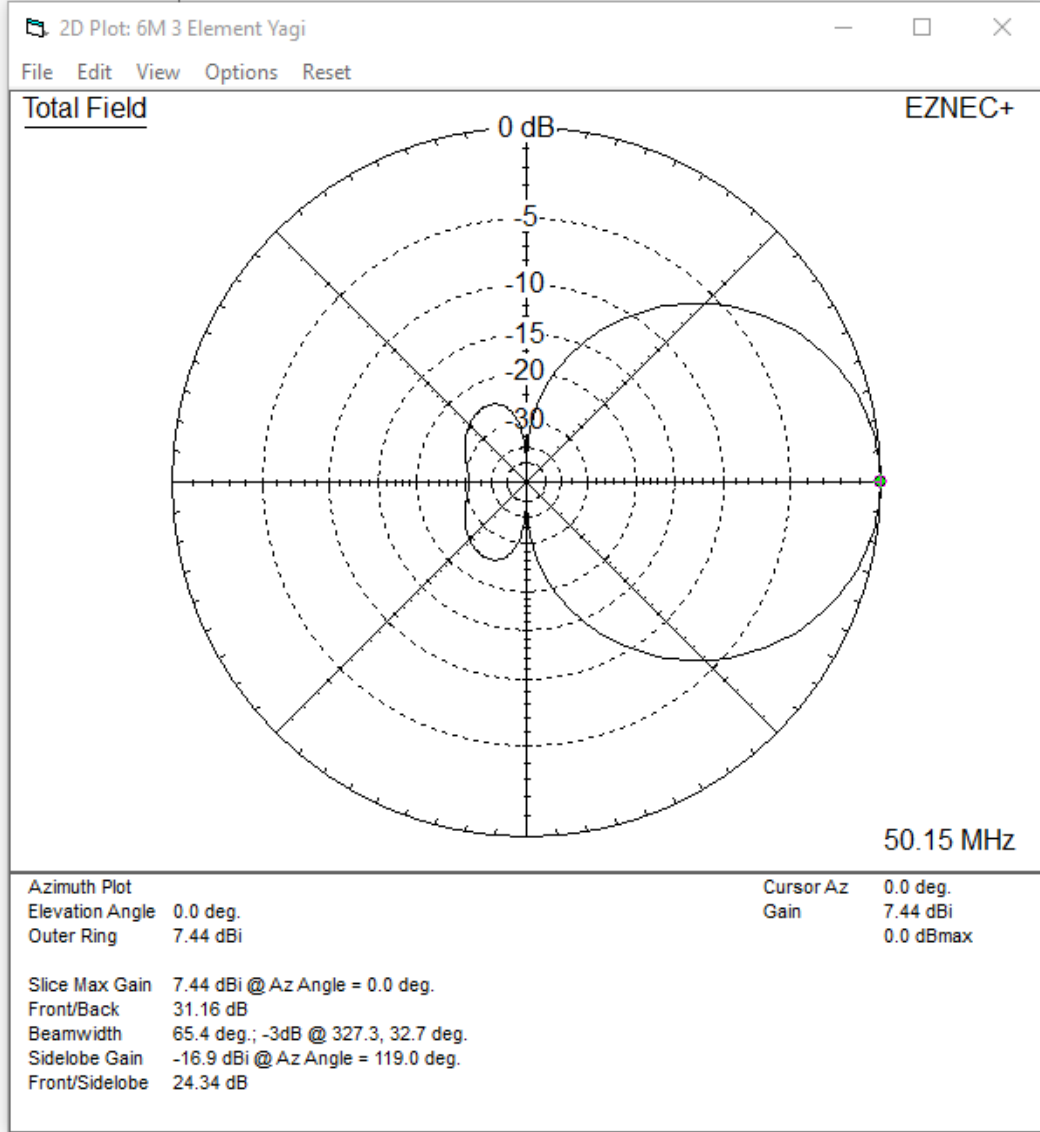 2D Plot: 6M 3 Element Yagi
File Edit View Options Reset
Total Field
EZNEC+
0 dB
-5
-10
-15
-20
-30
50.15 MHz
Azimuth Plot
Elevation Angle 0.0 deg.
Outer Ring 7.44 dBi
Cursor Az 0.0 deg.
Gain 7.44 dBi
0.0 dBmax
Slice Max Gain 7.44 dBi @ Az Angle = 0.0 deg.
Front/Back 31.16 dB
Beamwidth 65.4 deg.; -3dB @ 327.3, 32.7 deg.
Sidelobe Gain -16.9 dBi @ Az Angle = 119.0 deg.
Front/Sidelobe 24.34 dB